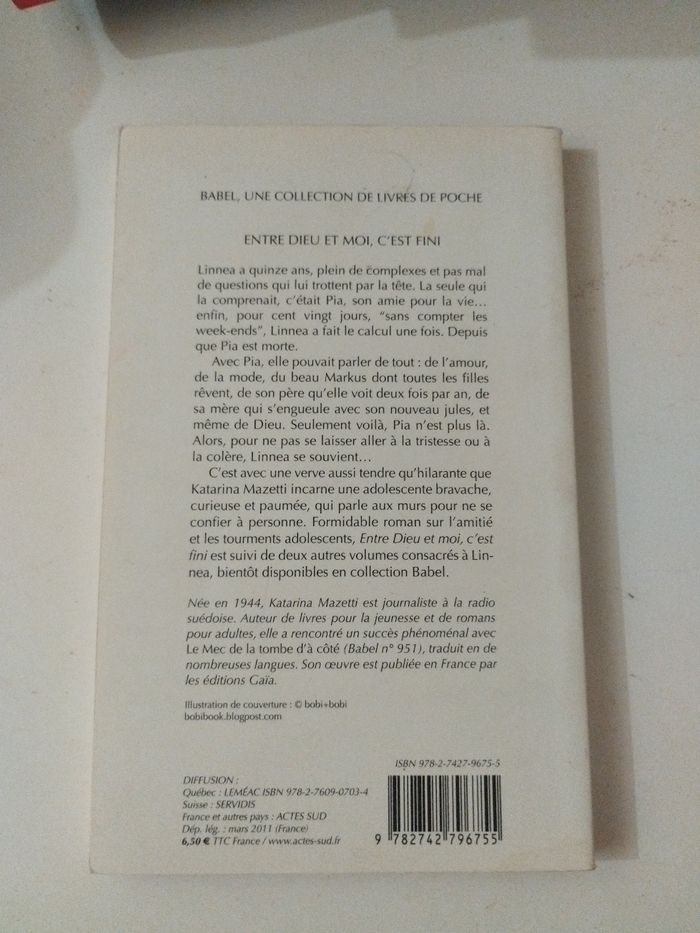 BABEL, UNE COLLECTION DE LIVRES DE POCHE
ENTRE DIEU ET MOI, C'EST FINI
Linnea a quinze ans, plein de complexes et pas mal
de questions qui lui trottent par la tête. La seule qui
la comprenait, c'était Pia, son amie pour la vie...
enfin, pour cent vingt jours, "sans compter les
week-ends", Linnea a fait le calcul une fois. Depuis
que Pia est morte.
Avec Pia, elle pouvait parler de tout : de l'amour,
de la mode, du beau Markus dont toutes les filles
rêvent, de son père qu'elle voit deux fois par an, de
sa mère qui s'engueule avec son nouveau jules, et
même de Dieu. Seulement voilà, Pia n'est plus là.
Alors, pour ne pas se laisser aller à la tristesse ou à
la colère, Linnea se souvient...
C'est avec une verve aussi tendre qu'hilarante que
Katarina Mazetti incarne une adolescente bravache,
curieuse et paumée, qui parle aux murs pour ne se
confier à personne. Formidable roman sur l'amitié
et les tourments adolescents, Entre Dieu et moi, c'est
fini est suivi de deux autres volumes consacrés à Lin-
nea, bientôt disponibles en collection Babel.
Née en 1944, Katarina Mazetti est journaliste à la radio
suédoise. Auteur de livres pour la jeunesse et de romans
pour adultes, elle a rencontré un succès phénoménal avec
Le Mec de la tombe d'à côté (Babel n° 951), traduit en de
nombreuses langues. Son œuvre est publiée en France par
les éditions Gaïa.
Illustration de couverture : © bobi+bobi
bobibook.blogpost.com
ISBN 978-2-7427-9675-5
DIFFUSION :
Québec : LEMÉAC ISBN 978-2-7609-0703-4
Suisse : SERVIDIS
France et autres pays : ACTES SUD
Dép. lég. : mars 2011 (France)
6,50 € TTC France / www.actes-sud.fr
9 782742 796755